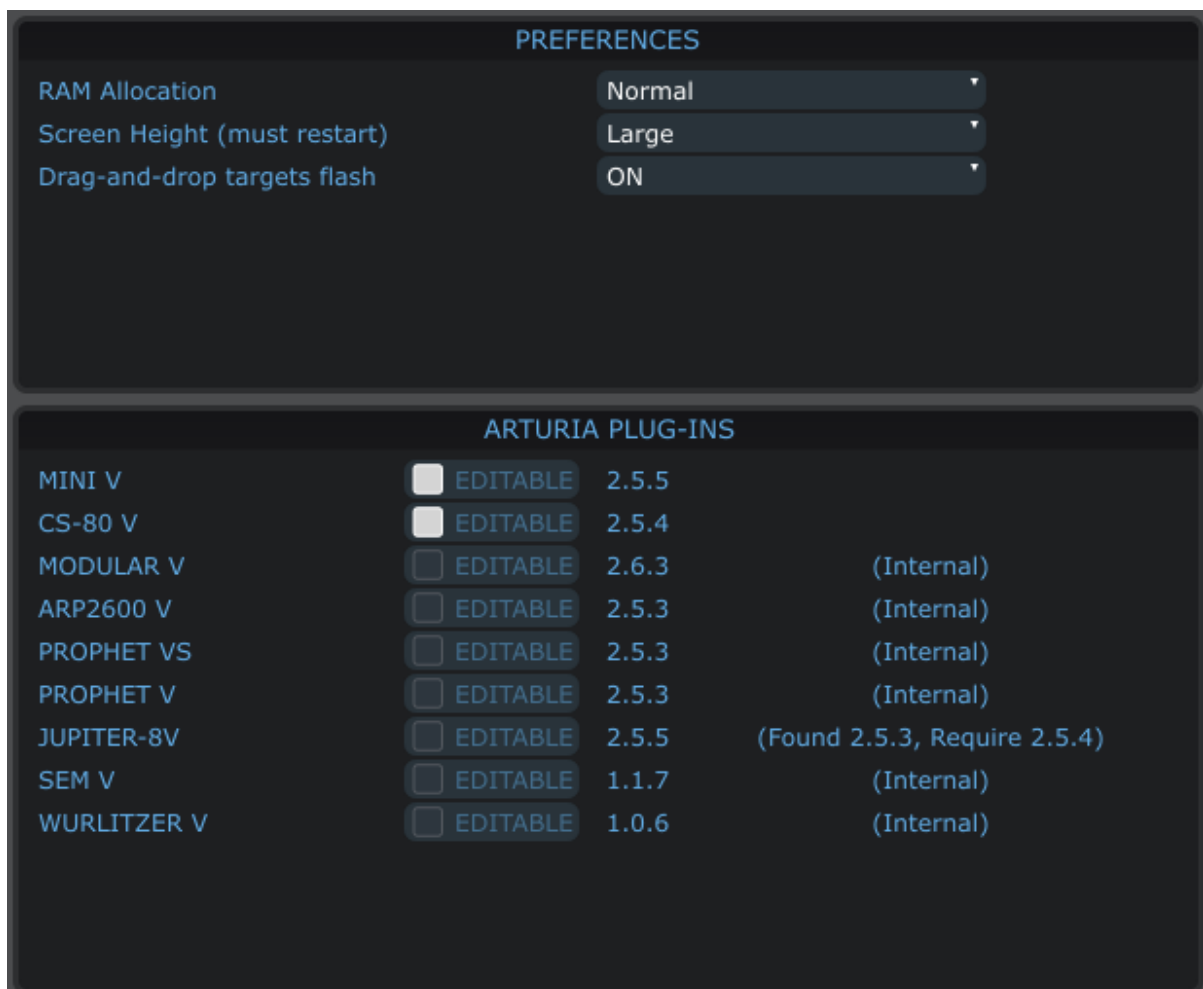 PREFERENCES
RAM Allocation Normal
Screen Height (must restart) Large
Drag-and-drop targets flash ON
ARTURIA PLUG-INS
MINI V EDITABLE 2.5.5
CS-80 V EDITABLE 2.5.4
MODULAR V EDITABLE 2.6.3 (Internal)
ARP2600 V EDITABLE 2.5.3 (Internal)
PROPHET VS EDITABLE 2.5.3 (Internal)
PROPHET V EDITABLE 2.5.3 (Internal)
JUPITER-8V EDITABLE 2.5.5 (Found 2.5.3, Require 2.5.4)
SEM V EDITABLE 1.1.7 (Internal)
WURLITZER V EDITABLE 1.0.6 (Internal)